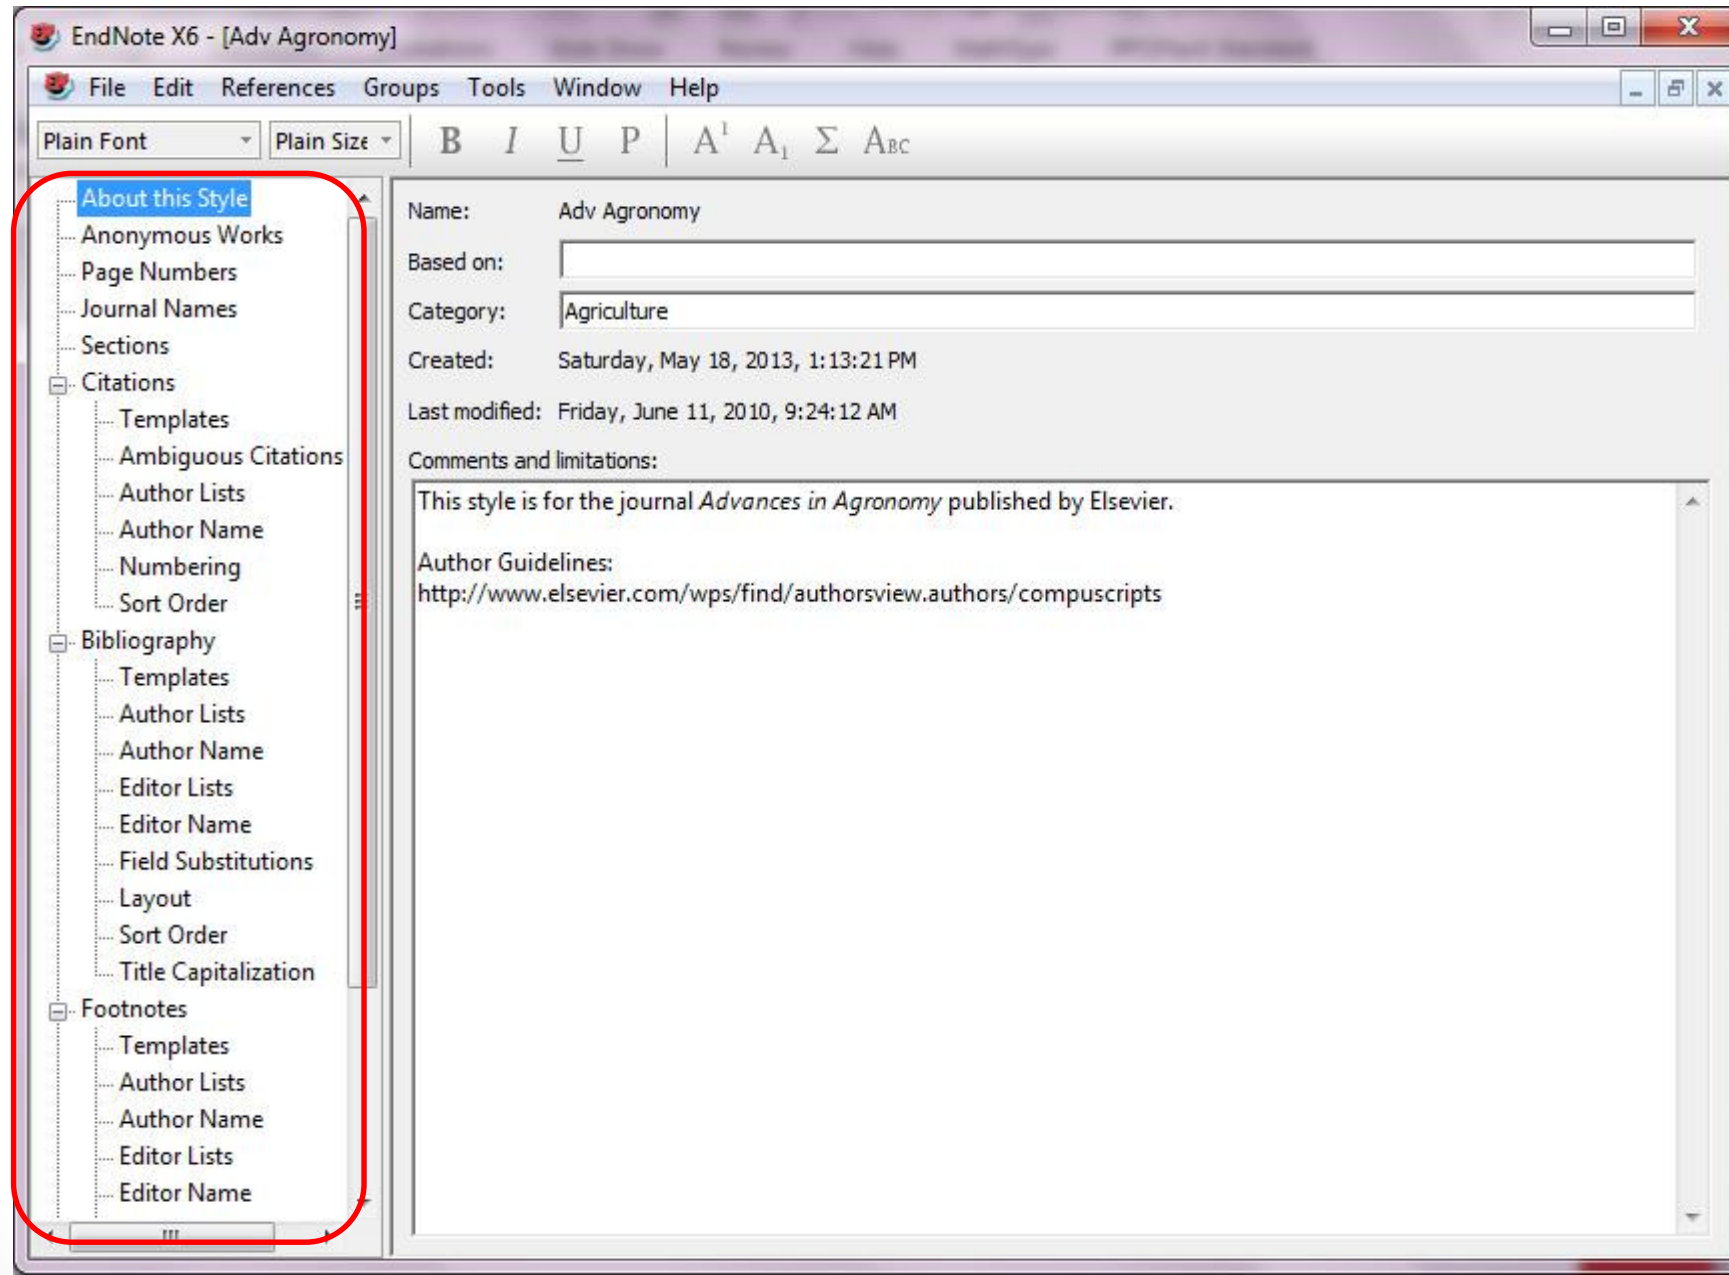 EndNote X6 - [Adv Agronomy]
File Edit References Groups Tools Window Help
Plain Font Plain Size B I U P A¹ A₁ Σ ABC
About this Style
Anonymous Works
Page Numbers
Journal Names
Sections
Citations
Templates
Ambiguous Citations
Author Lists
Author Name
Numbering
Sort Order
Bibliography
Templates
Author Lists
Author Name
Editor Lists
Editor Name
Field Substitutions
Layout
Sort Order
Title Capitalization
Footnotes
Templates
Author Lists
Author Name
Editor Lists
Editor Name
Name: Adv Agronomy
Based on:
Category: Agriculture
Created: Saturday, May 18, 2013, 1:13:21 PM
Last modified: Friday, June 11, 2010, 9:24:12 AM
Comments and limitations:
This style is for the journal Advances in Agronomy published by Elsevier.
Author Guidelines:
http://www.elsevier.com/wps/find/authorsview.authors/compuscripts